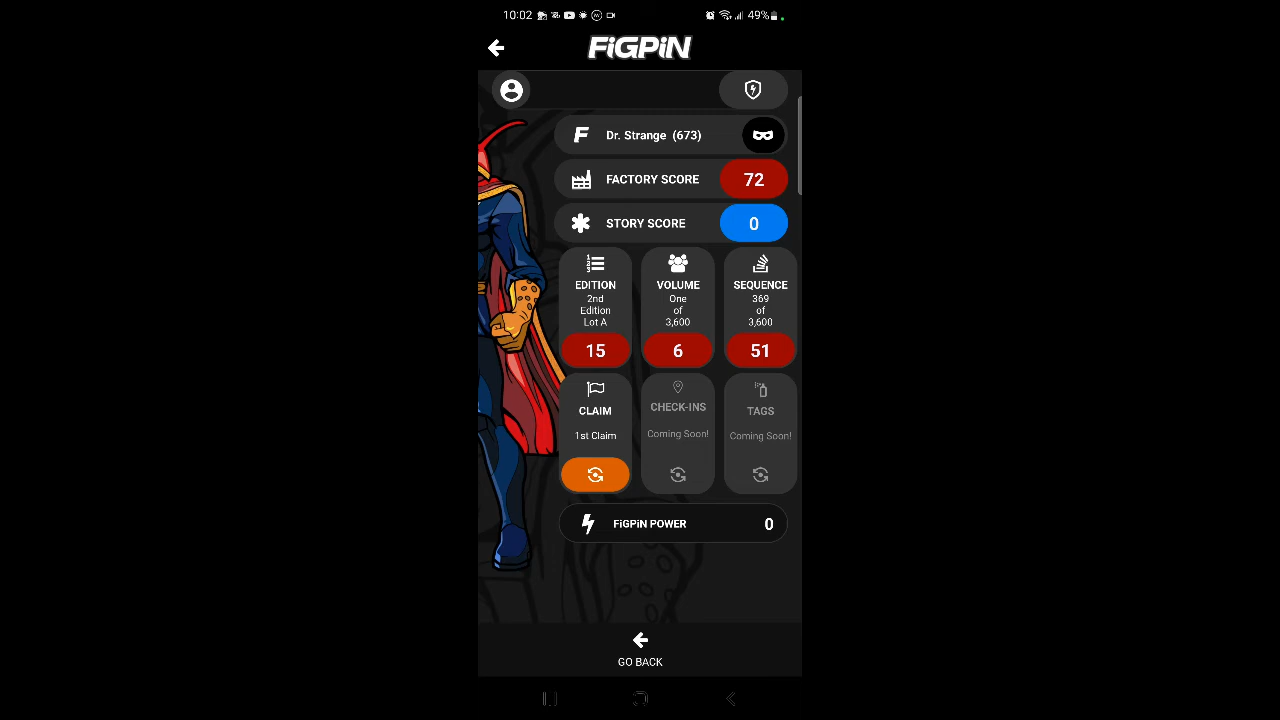 10:02
49%
FiGPiN
Dr. Strange (673)
FACTORY SCORE
72
STORY SCORE
0
EDITION
2nd
Edition
Lot A
15
VOLUME
One
of
3,600
6
SEQUENCE
369
of
3,600
51
CLAIM
1st Claim
CHECK-INS
Coming Soon!
TAGS
Coming Soon!
FiGPiN POWER
0
GO BACK